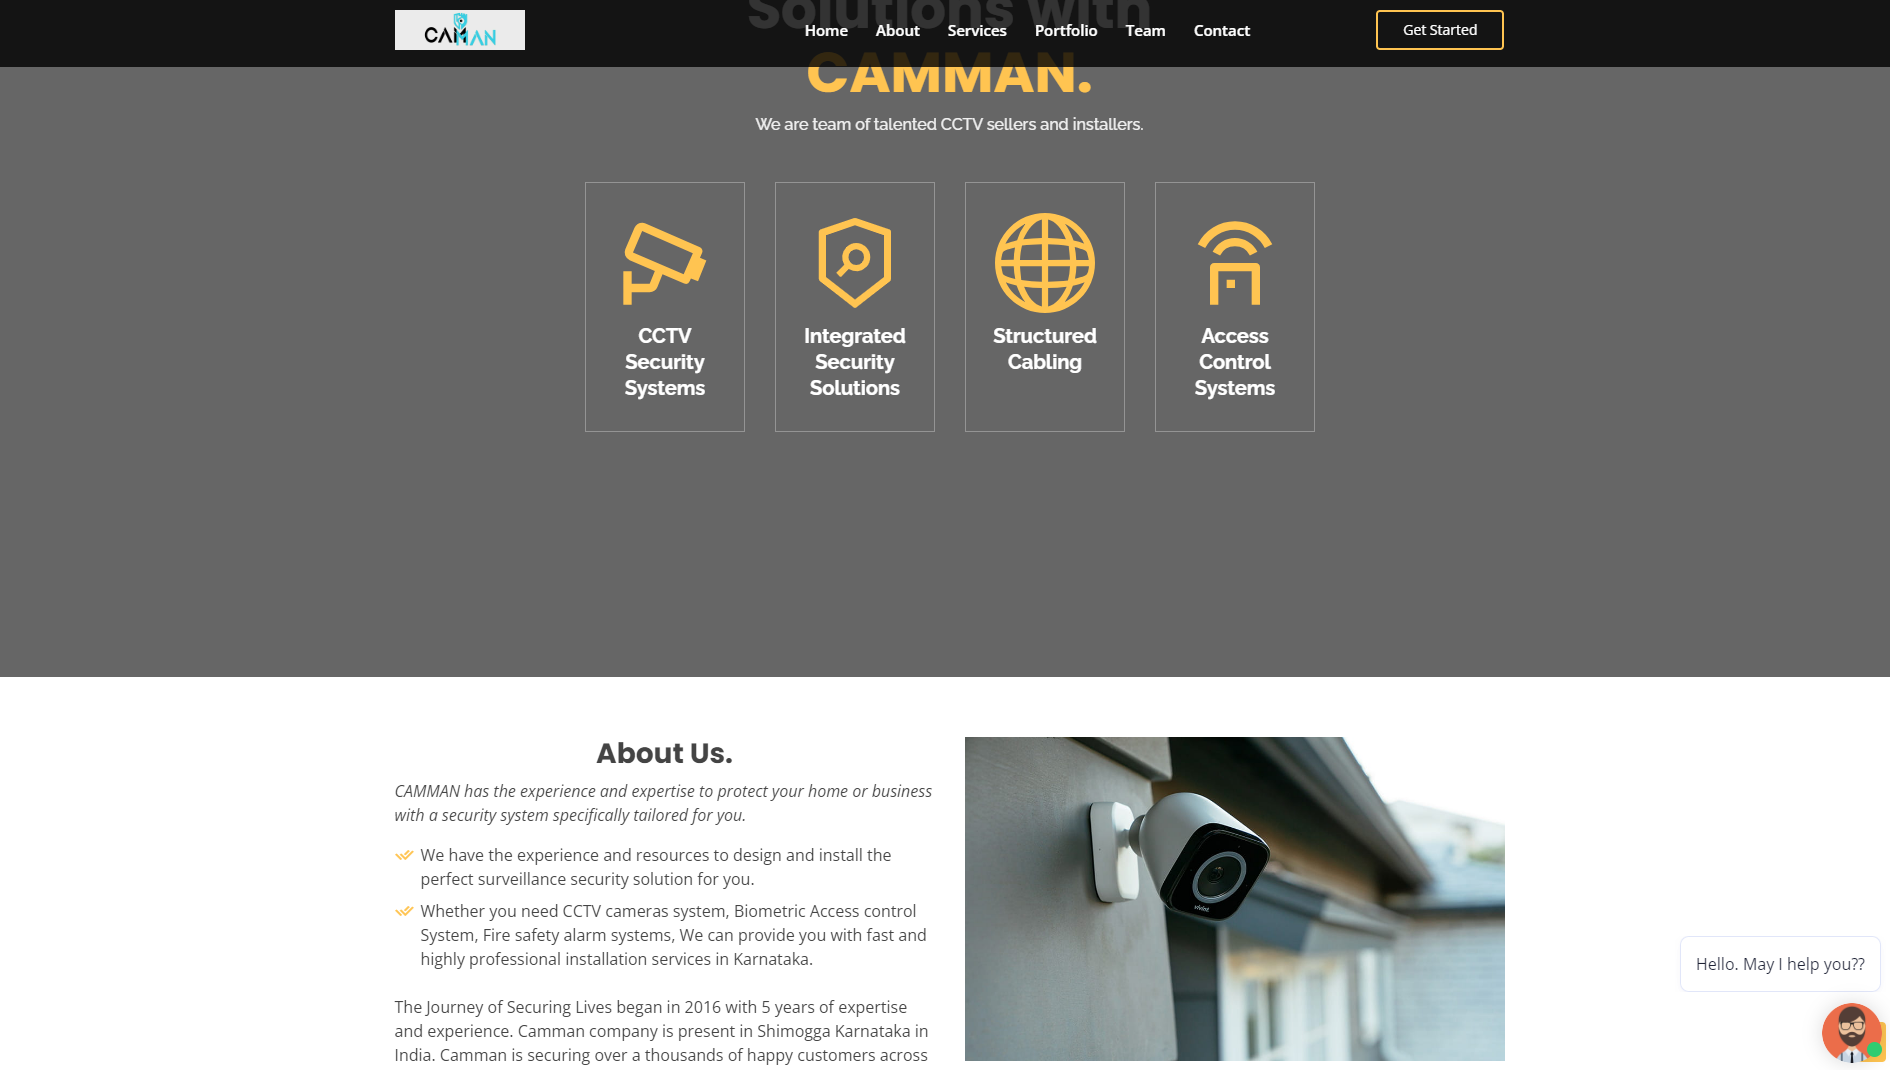 CAMMAN
Home
About
Services
Portfolio
Team
Contact
Get Started
Solutions with
CAMMAN.
We are team of talented CCTV sellers and installers.
CCTV
Security
Systems
Integrated
Security
Solutions
Structured
Cabling
Access
Control
Systems
About Us.
CAMMAN has the experience and expertise to protect your home or business
with a security system specifically tailored for you.
We have the experience and resources to design and install the
perfect surveillance security solution for you.
Whether you need CCTV cameras system, Biometric Access control
System, Fire safety alarm systems, We can provide you with fast and
highly professional installation services in Karnataka.
The Journey of Securing Lives began in 2016 with 5 years of expertise
and experience. Camman company is present in Shimogga Karnataka in
India. Camman is securing over a thousands of happy customers across
vivint
Hello. May I help you??